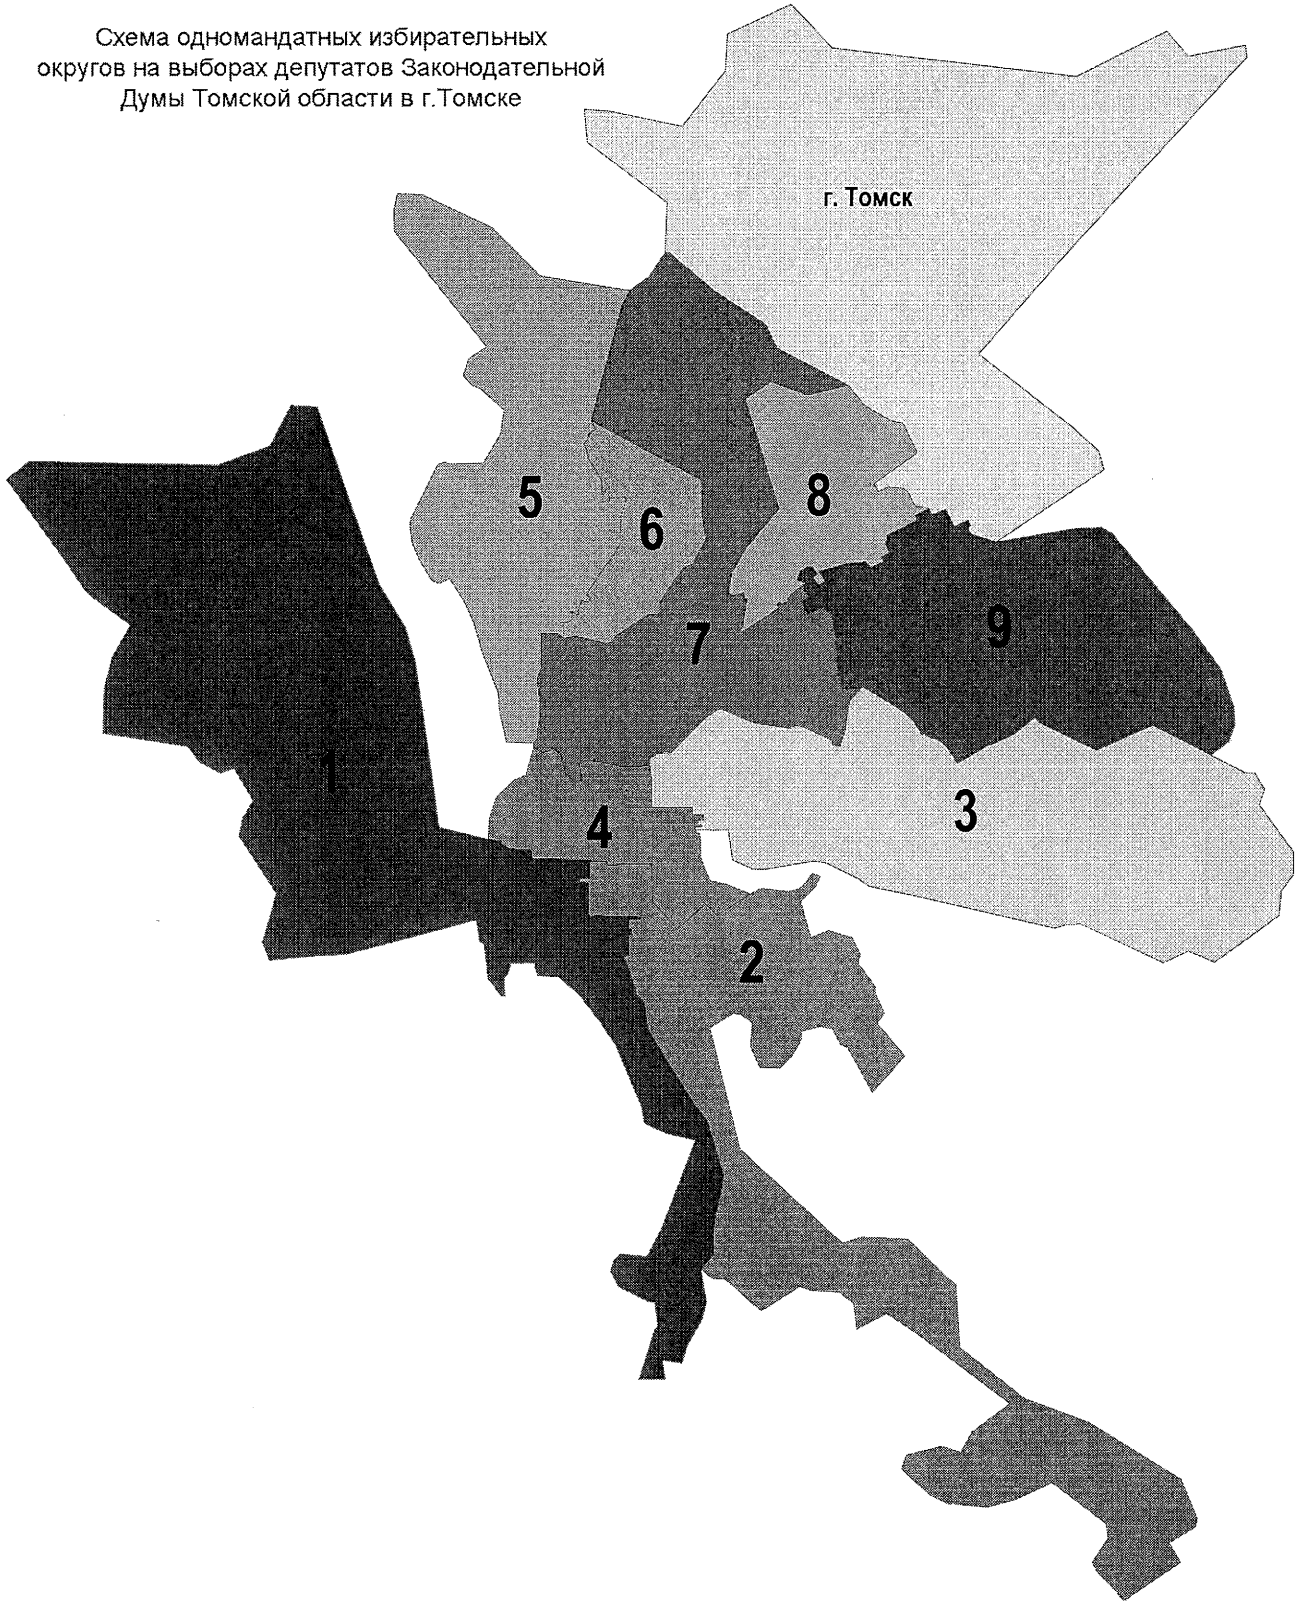 Схема одномандатных избирательных
округов на выборах депутатов Законодательной
Думы Томской области в г.Томске
г. Томск
5
8
6
9
7
1
3
4
2